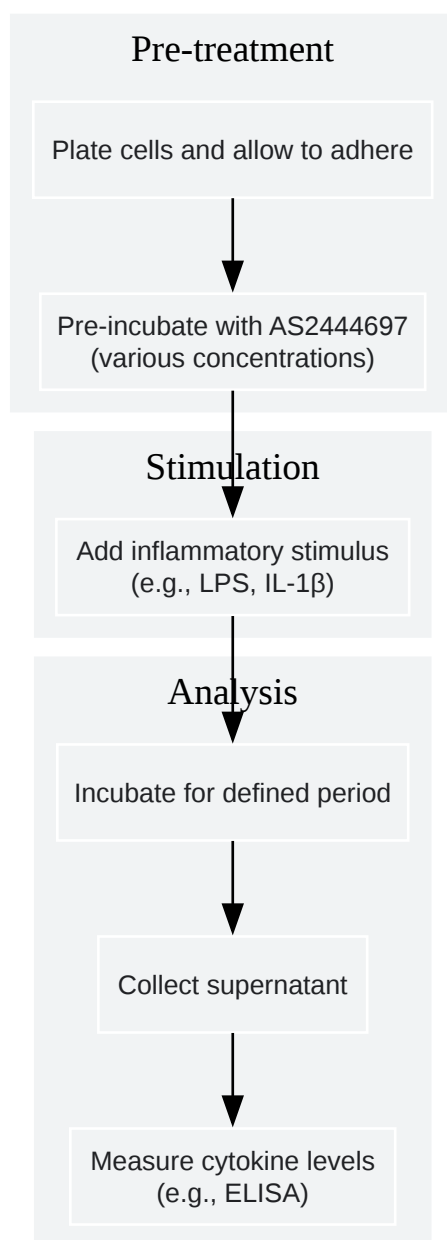 Pre-treatment
Plate cells and allow to adhere
Pre-incubate with AS2444697
(various concentrations)
Stimulation
Add inflammatory stimulus
(e.g., LPS, IL-1β)
Analysis
Incubate for defined period
Collect supernatant
Measure cytokine levels
(e.g., ELISA)